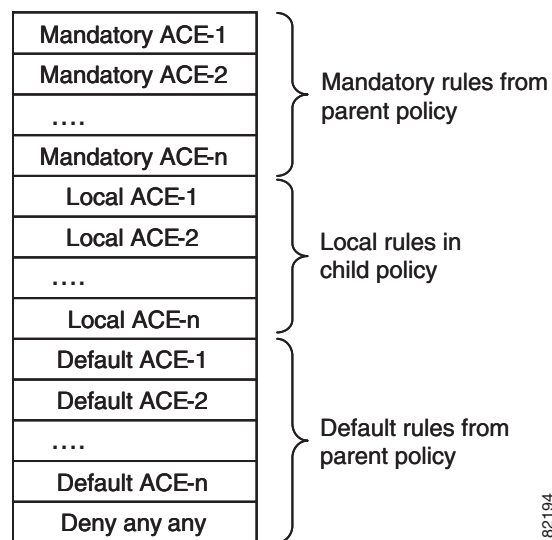 Mandatory ACE-1
Mandatory ACE-2
....
Mandatory ACE-n
Mandatory rules from
parent policy
Local ACE-1
Local ACE-2
....
Local ACE-n
Local rules in
child policy
Default ACE-1
Default ACE-2
....
Default ACE-n
Deny any any
Default rules from
parent policy
82194